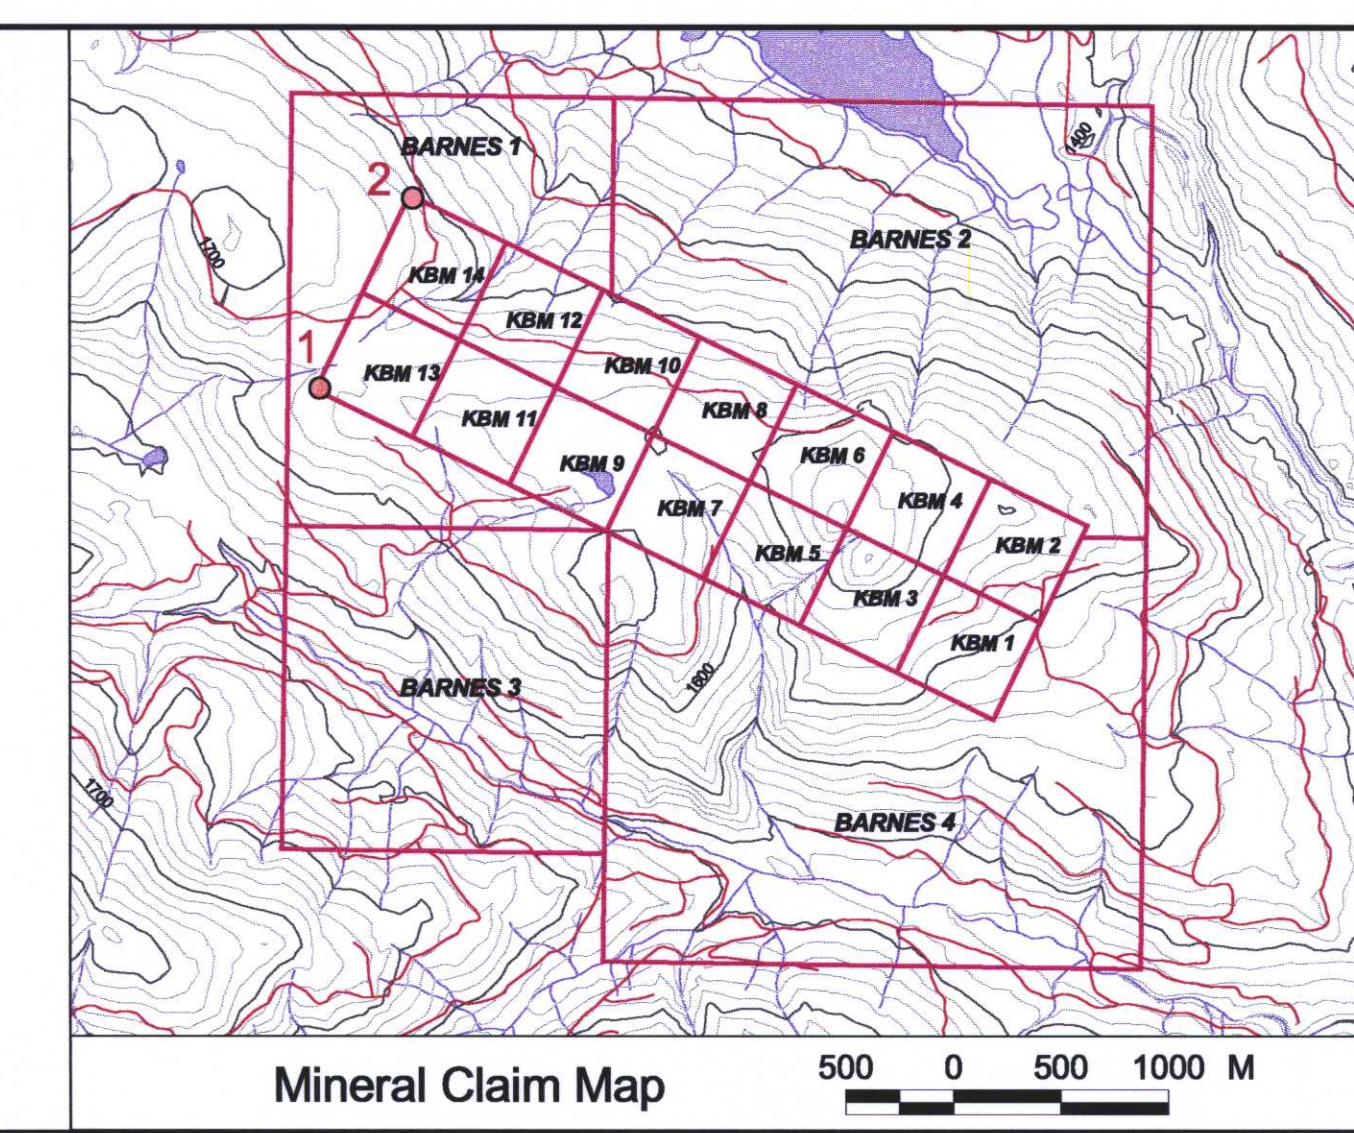 BARNES 1
1400
2
BARNES 2
1700
KBM 14
KBM 12
1
KBM 13
KBM 10
KBM 11
KBM 8
KBM 9
KBM 6
KBM 7
KBM 4
KBM 5
KBM 2
KBM 3
KBM 1
1600
BARNES 3
1700
BARNES 4
Mineral Claim Map
500 0 500 1000 M